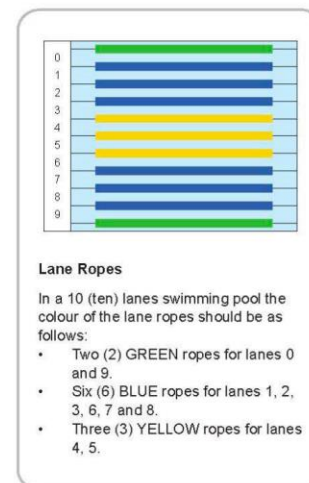 0
1
2
3
4
5
6
7
8
9
Lane Ropes
In a 10 (ten) lanes swimming pool the
colour of the lane ropes should be as
follows:
• Two (2) GREEN ropes for lanes 0
and 9.
• Six (6) BLUE ropes for lanes 1, 2,
3, 6, 7 and 8.
• Three (3) YELLOW ropes for lanes
4, 5.